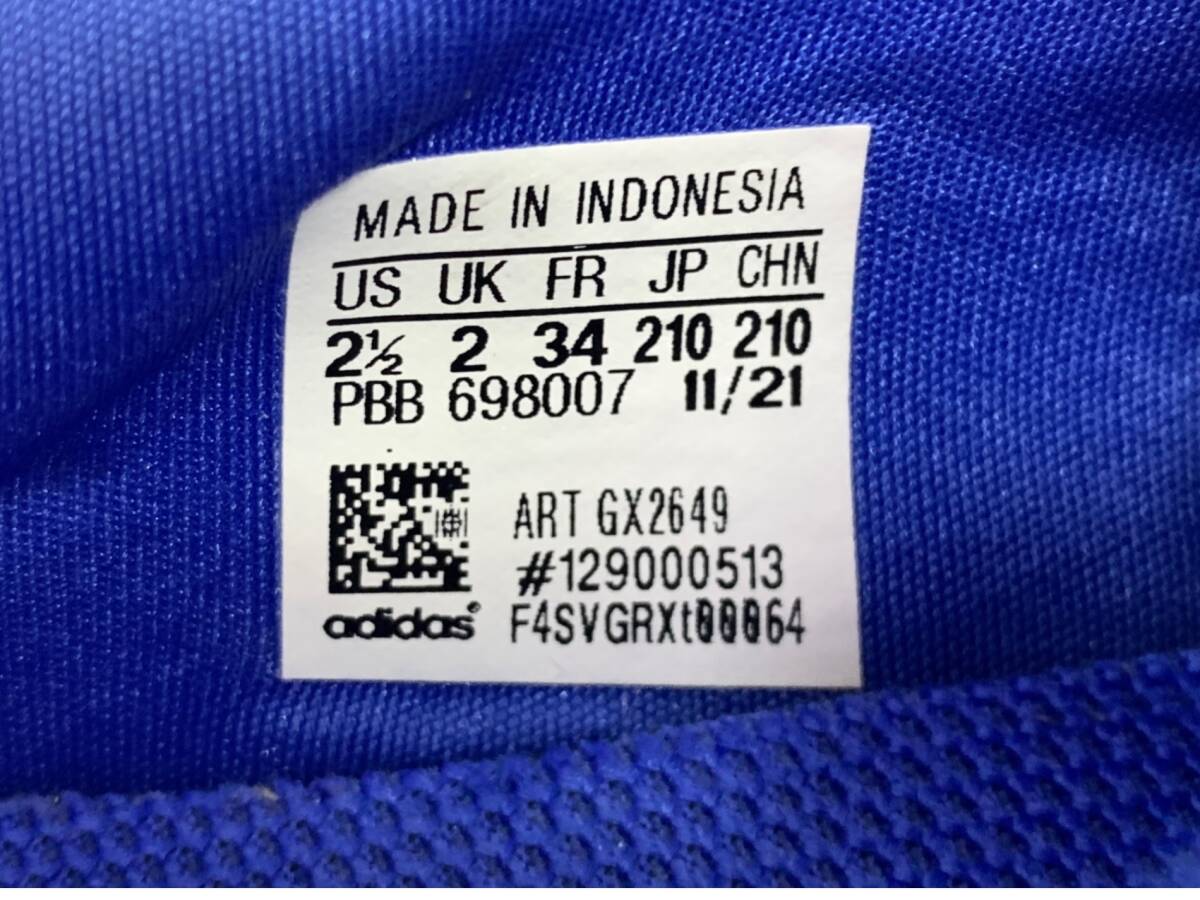 MADE IN INDONESIA
US UK FR JP CHN
2½ 2 34 210 210
PBB 698007 11/21
ART GX2649
#129000513
adidas® F4SVGRXt00064